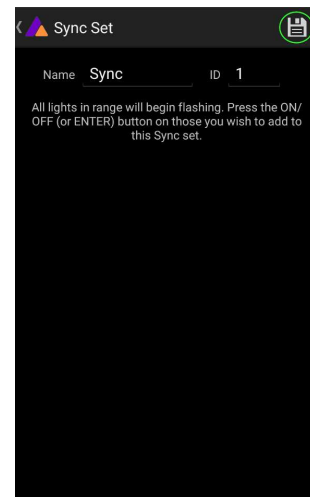 Sync Set
Name Sync ID 1
All lights in range will begin flashing. Press the ON/
OFF (or ENTER) button on those you wish to add to
this Sync set.